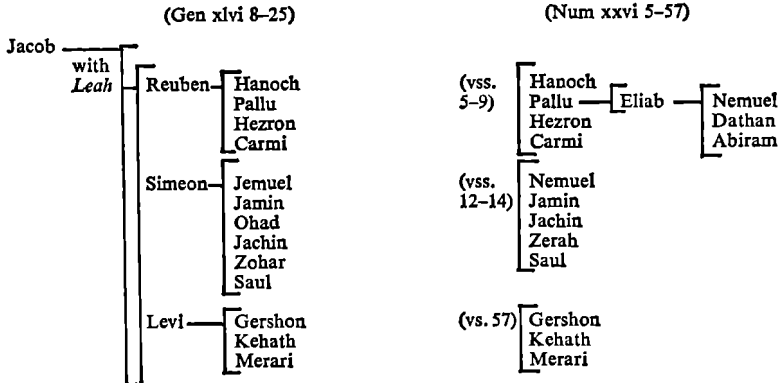 (Gen xlvi 8–25) (Num xxvi 5–57)
Jacob
with Hanoch (vss. Hanoch
Leah Reuben Pallu 5–9) Pallu Eliab Nemuel
Hezron Hezron Dathan
Carmi Carmi Abiram
Simeon Jemuel (vss. Nemuel
Jamin 12–14) Jamin
Ohad Jachin
Jachin Zerah
Zohar Saul
Saul
Levi Gershon (vs. 57) Gershon
Kehath Kehath
Merari Merari